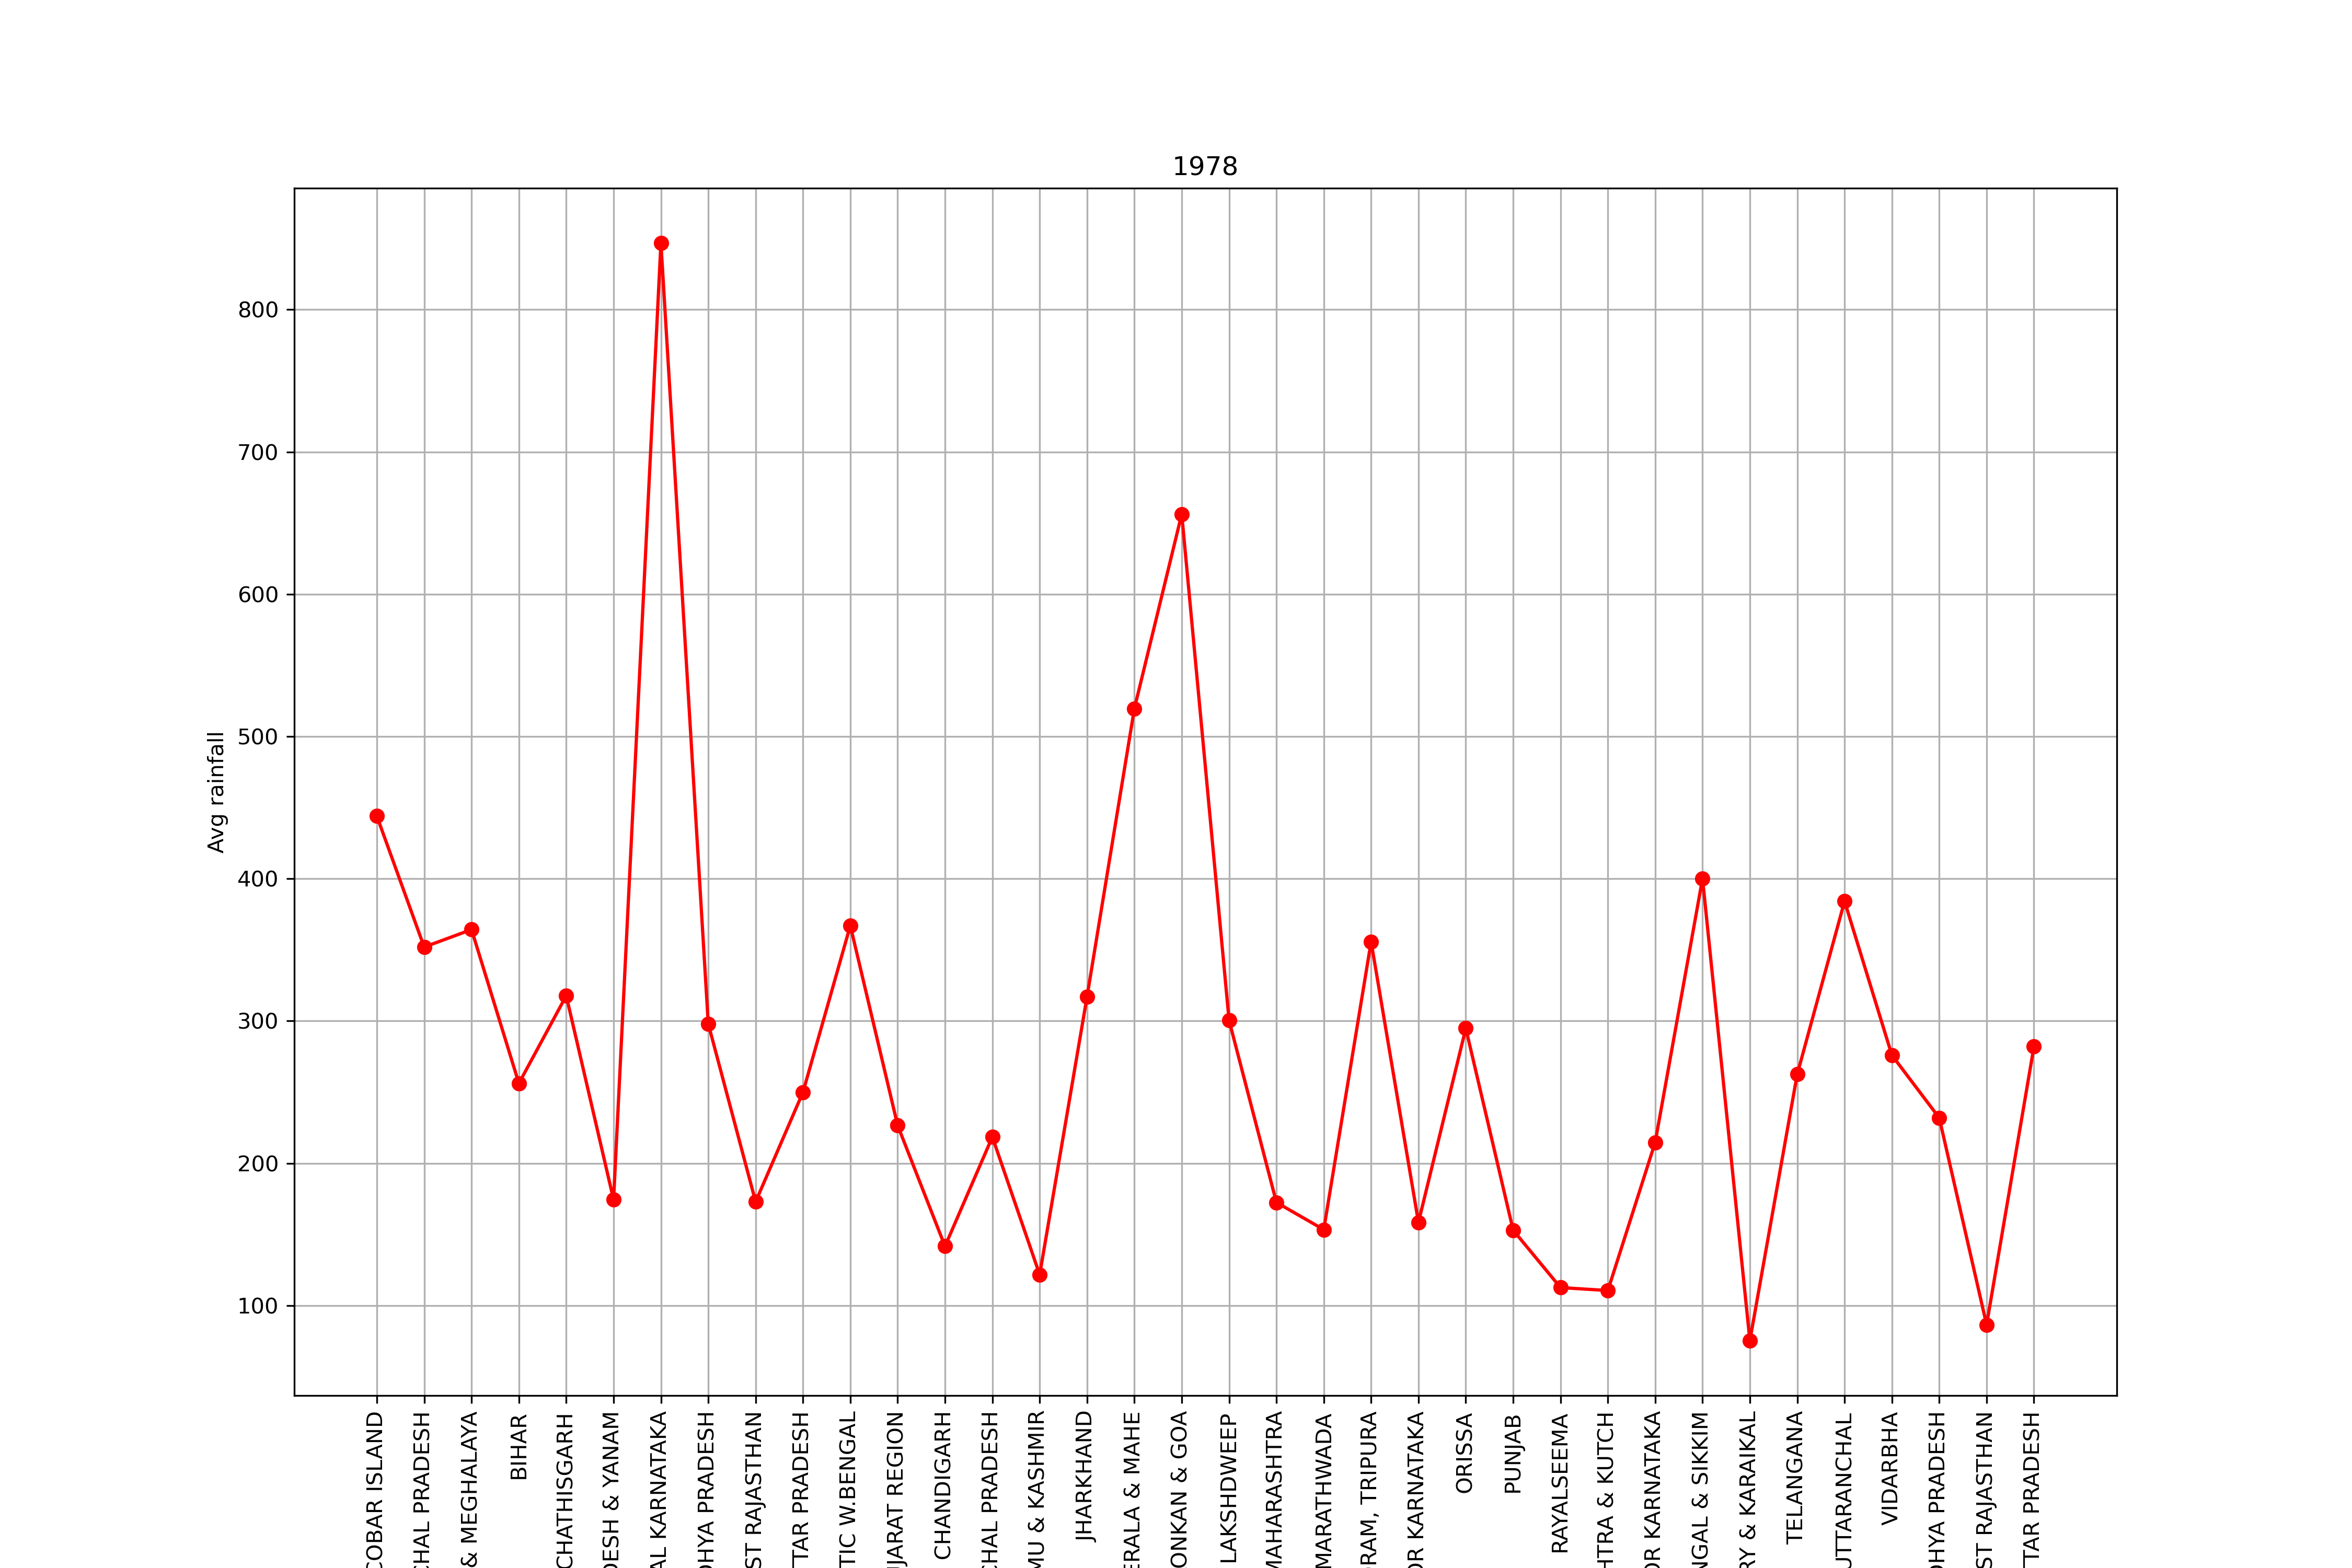 1978
800
700
600
500
400
300
200
100
Avg rainfall
COBAR ISLAND
CHAL PRADESH
& MEGHALAYA
BIHAR
CHATHISGARH
DESH & YANAM
AL KARNATAKA
DHYA PRADESH
ST RAJASTHAN
TTAR PRADESH
TIC W.BENGAL
JARAT REGION
CHANDIGARH
CHAL PRADESH
MU & KASHMIR
JHARKHAND
ERALA & MAHE
ONKAN & GOA
LAKSHDWEEP
MAHARASHTRA
MARATHWADA
RAM, TRIPURA
OR KARNATAKA
ORISSA
PUNJAB
RAYALSEEMA
HTRA & KUTCH
OR KARNATAKA
NGAL & SIKKIM
RY & KARAIKAL
TELANGANA
UTTARANCHAL
VIDARBHA
DHYA PRADESH
ST RAJASTHAN
TTAR PRADESH